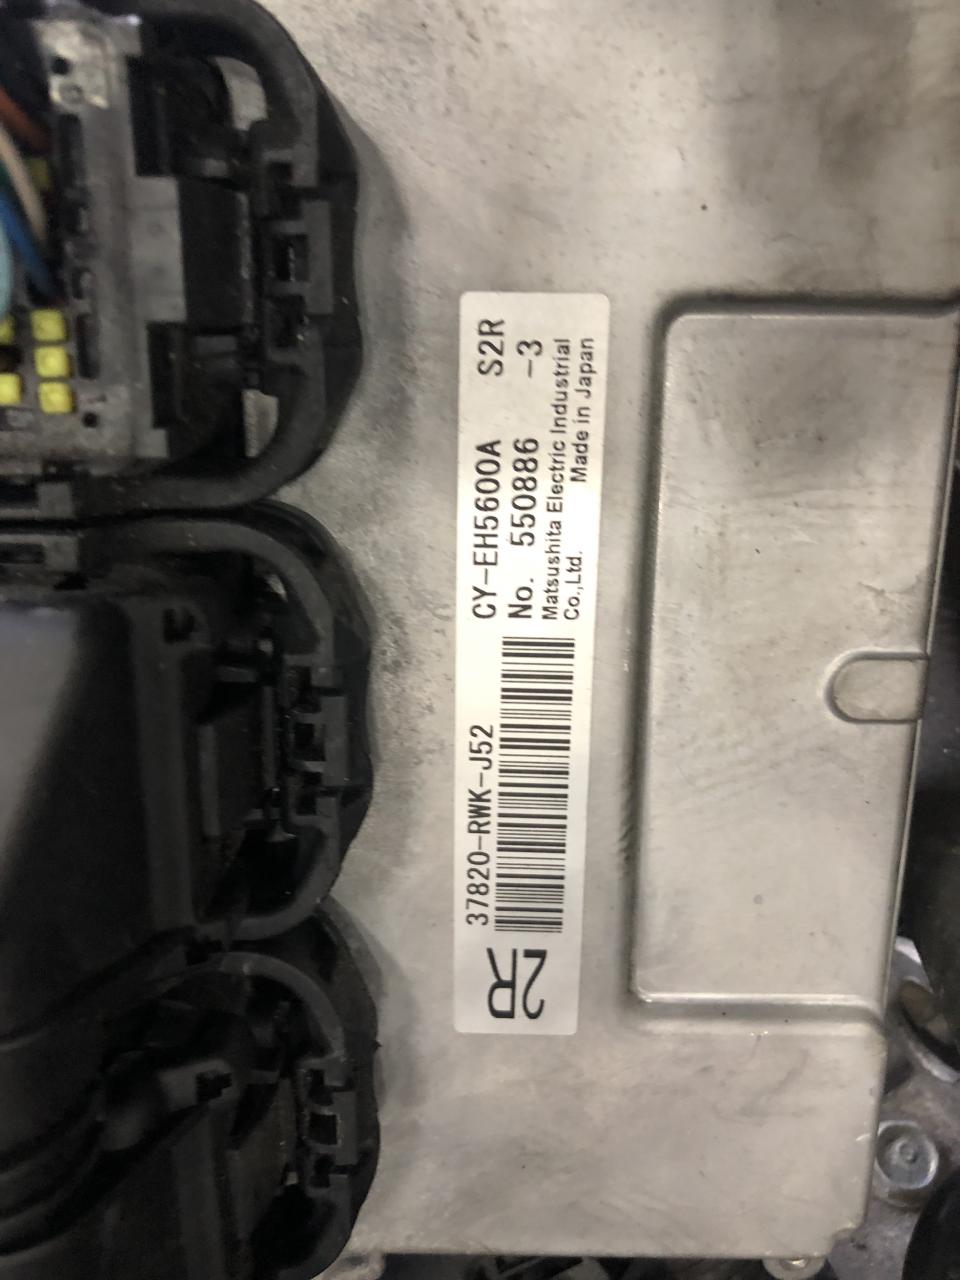 CY-EH5600A S2R
No. 550886 -3
Matsushita Electric Industrial
Co.,Ltd. Made in Japan
37820-RWK-J52
2R